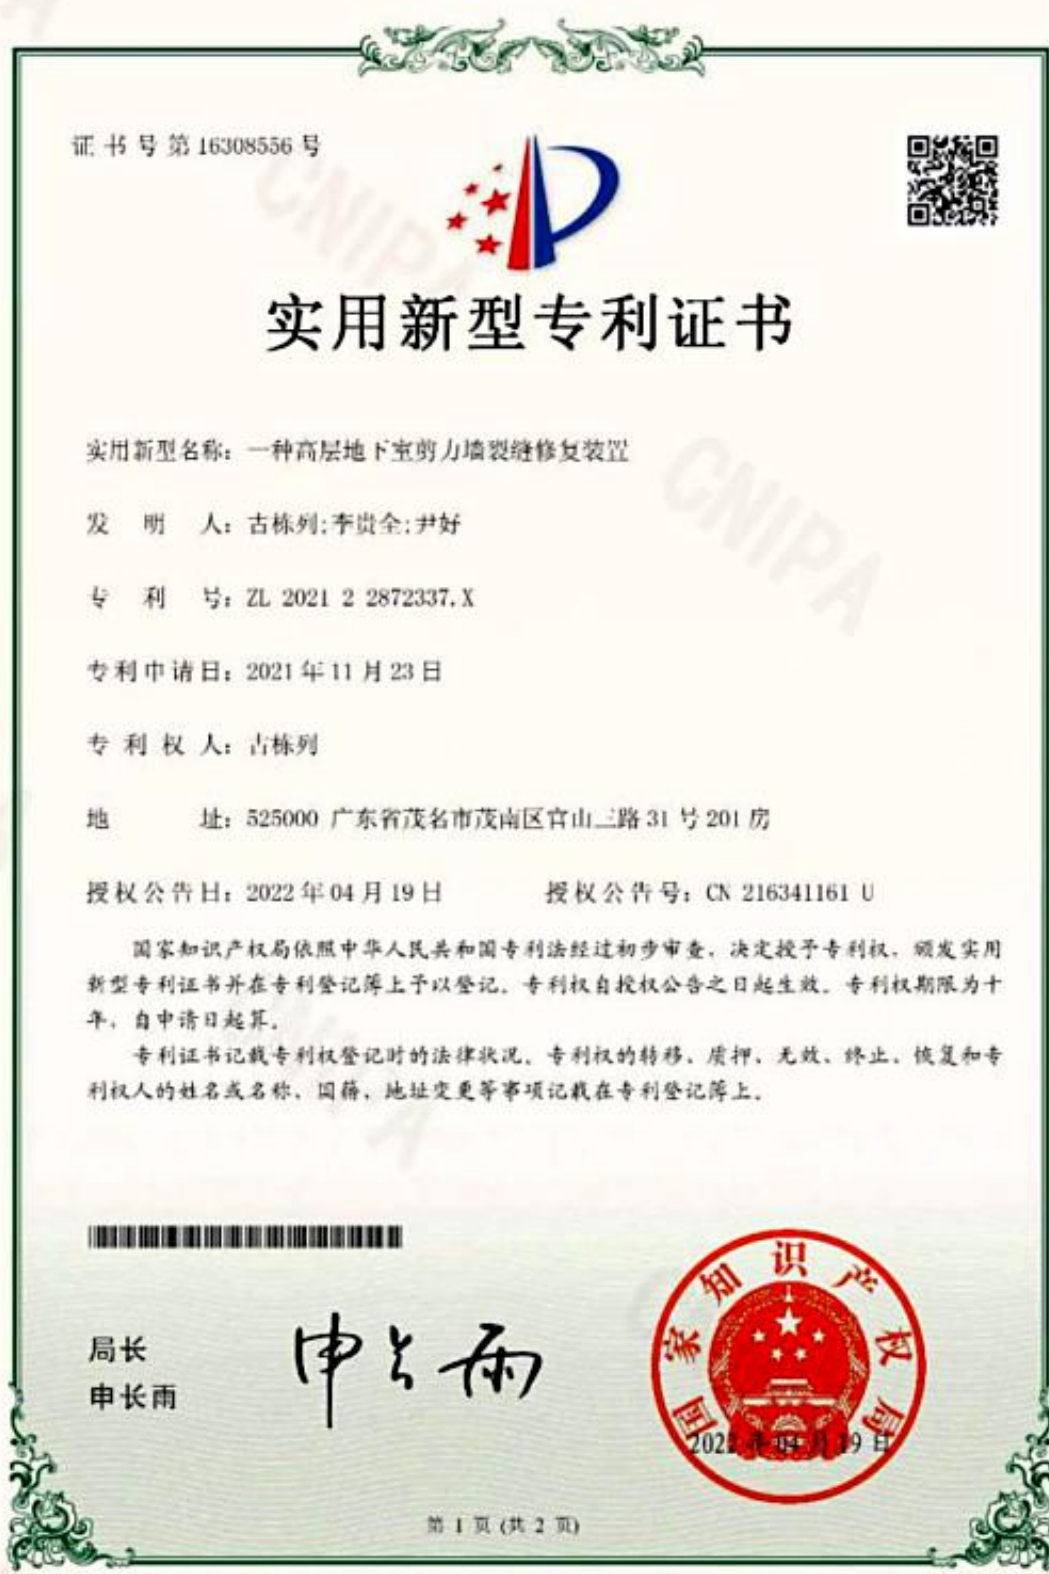 证书号第16308556号
实用新型专利证书
实用新型名称：一种高层地下室剪力墙裂缝修复装置
发明人：古栋列;李贵全;尹好
专利号：ZL 2021 2 2872337.X
专利申请日：2021年11月23日
专利权人：古栋列
地址：525000 广东省茂名市茂南区官山三路31号201房
授权公告日：2022年04月19日 授权公告号：CN 216341161 U
国家知识产权局依照中华人民共和国专利法经过初步审查，决定授予专利权，颁发实用
新型专利证书并在专利登记簿上予以登记。专利权自授权公告之日起生效。专利权期限为十
年，自申请日起算。
专利证书记载专利权登记时的法律状况。专利权的转移、质押、无效、终止、恢复和专
利权人的姓名或名称、国籍、地址变更等事项记载在专利登记簿上。
局长
申长雨
申长雨
国家知识产权局
2022年04月19日
第 1 页 (共 2 页)
CNIPA
CNIPA